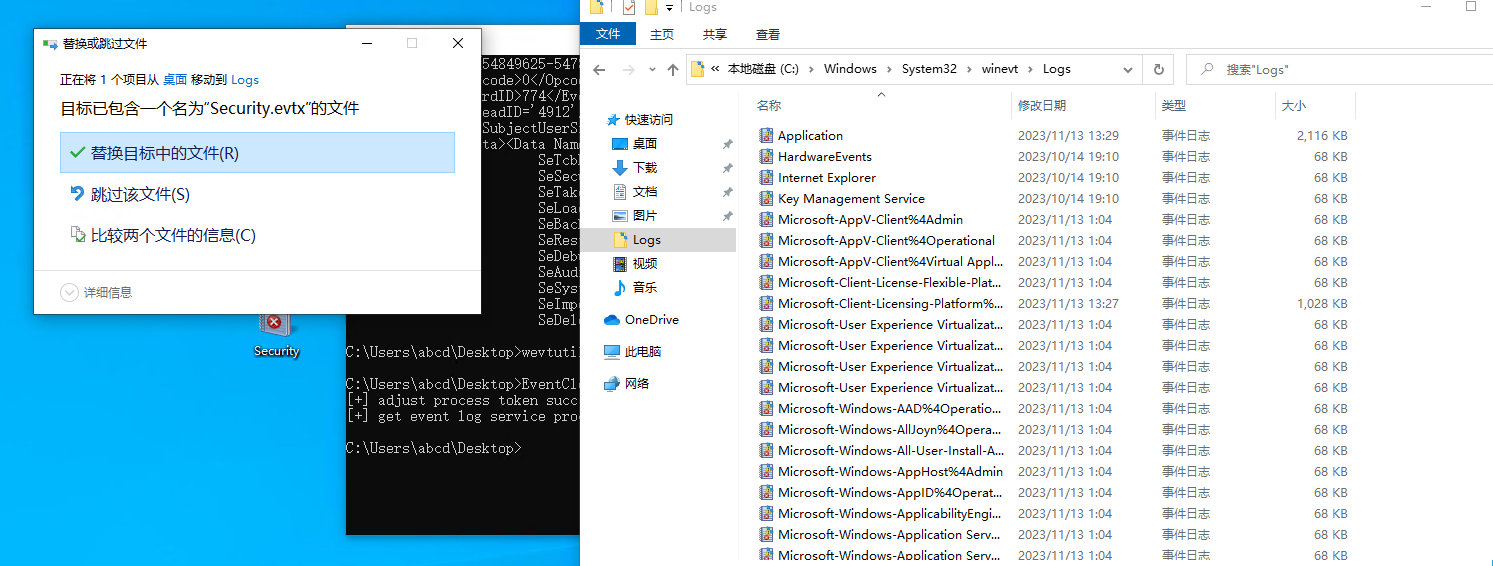 替换或跳过文件
正在将 1 个项目从 桌面 移动到 Logs
目标已包含一个名为“Security.evtx”的文件
替换目标中的文件(R)
跳过该文件(S)
比较两个文件的信息(C)
详细信息
Security
54849625-547
code>0</Opcod
rdID>774</Eve
eadID='4912'
SubjectUserS
ta><Data Name
SeTcb
SeSecu
SeTak
SeLoa
SeBac
SeRes
SeDebu
SeAud
SeSys
SeImp
SeDel
C:\Users\abcd\Desktop>wevtuti
C:\Users\abcd\Desktop>EventCl
[+] adjust process token succ
[+] get event log service pro
C:\Users\abcd\Desktop>
Logs
文件 主页 共享 查看
« 本地磁盘 (C:) › Windows › System32 › winevt › Logs
搜索"Logs"
快速访问
桌面
下载
文档
图片
Logs
视频
音乐
OneDrive
此电脑
网络
名称 修改日期 类型 大小
Application 2023/11/13 13:29 事件日志 2,116 KB
HardwareEvents 2023/10/14 19:10 事件日志 68 KB
Internet Explorer 2023/10/14 19:10 事件日志 68 KB
Key Management Service 2023/10/14 19:10 事件日志 68 KB
Microsoft-AppV-Client%4Admin 2023/11/13 1:04 事件日志 68 KB
Microsoft-AppV-Client%4Operational 2023/11/13 1:04 事件日志 68 KB
Microsoft-AppV-Client%4Virtual Appl... 2023/11/13 1:04 事件日志 68 KB
Microsoft-Client-License-Flexible-Plat... 2023/11/13 1:04 事件日志 68 KB
Microsoft-Client-Licensing-Platform%... 2023/11/13 13:27 事件日志 1,028 KB
Microsoft-User Experience Virtualizat... 2023/11/13 1:04 事件日志 68 KB
Microsoft-User Experience Virtualizat... 2023/11/13 1:04 事件日志 68 KB
Microsoft-User Experience Virtualizat... 2023/11/13 1:04 事件日志 68 KB
Microsoft-User Experience Virtualizat... 2023/11/13 1:04 事件日志 68 KB
Microsoft-Windows-AAD%4Operatio... 2023/11/13 1:04 事件日志 68 KB
Microsoft-Windows-AllJoyn%4Opera... 2023/11/13 1:04 事件日志 68 KB
Microsoft-Windows-All-User-Install-A... 2023/11/13 1:04 事件日志 68 KB
Microsoft-Windows-AppHost%4Admin 2023/11/13 1:04 事件日志 68 KB
Microsoft-Windows-AppID%4Operat... 2023/11/13 1:04 事件日志 68 KB
Microsoft-Windows-ApplicabilityEngi... 2023/11/13 1:04 事件日志 68 KB
Microsoft-Windows-Application Serv... 2023/11/13 1:04 事件日志 68 KB
Microsoft-Windows-Application Serv... 2023/11/13 1:04 事件日志 68 KB